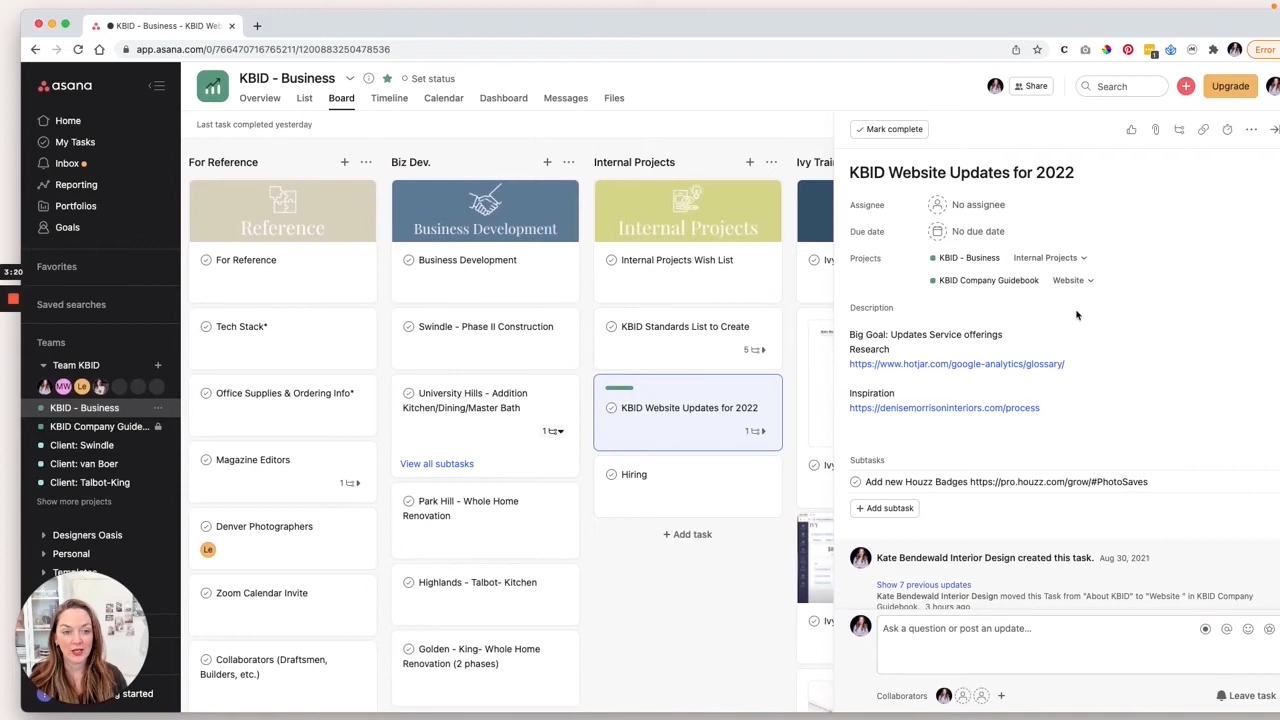 KBID - Business - KBID Web
app.asana.com/0/766470716765211/1200883250478536
Error
1
asana
KBID - Business
Set status
Share
Search
Upgrade
Overview
List
Board
Timeline
Calendar
Dashboard
Messages
Files
Last task completed yesterday
Home
My Tasks
Inbox
Reporting
Portfolios
Goals
Favorites
3:20
Saved searches
Teams
Team KBID
MW
Le
KBID - Business
KBID Company Guide...
Client: Swindle
Client: van Boer
Client: Talbot-King
Show more projects
Designers Oasis
Personal
started
For Reference
Reference
For Reference
Tech Stack*
Office Supplies & Ordering Info*
Magazine Editors
1
Denver Photographers
Le
Zoom Calendar Invite
Collaborators (Draftsmen,
Builders, etc.)
Biz Dev.
Business Development
Business Development
Swindle - Phase II Construction
University Hills - Addition
Kitchen/Dining/Master Bath
1
View all subtasks
Park Hill - Whole Home
Renovation
Highlands - Talbot- Kitchen
Golden - King- Whole Home
Renovation (2 phases)
Internal Projects
Internal Projects
Internal Projects Wish List
KBID Standards List to Create
5
KBID Website Updates for 2022
1
Hiring
+ Add task
Ivy Trai
Mark complete
KBID Website Updates for 2022
Assignee
No assignee
Due date
No due date
Projects
KBID - Business
Internal Projects
KBID Company Guidebook
Website
Description
Big Goal: Updates Service offerings
Research
https://www.hotjar.com/google-analytics/glossary/
Inspiration
https://denisemorrisoninteriors.com/process
Subtasks
Add new Houzz Badges https://pro.houzz.com/grow/#PhotoSaves
+ Add subtask
Kate Bendewald Interior Design created this task. Aug 30, 2021
Show 7 previous updates
Kate Bendewald Interior Design moved this Task from "About KBID" to "Website " in KBID Company
Guidebook. 3 hours ago
Ask a question or post an update...
Collaborators
Leave task